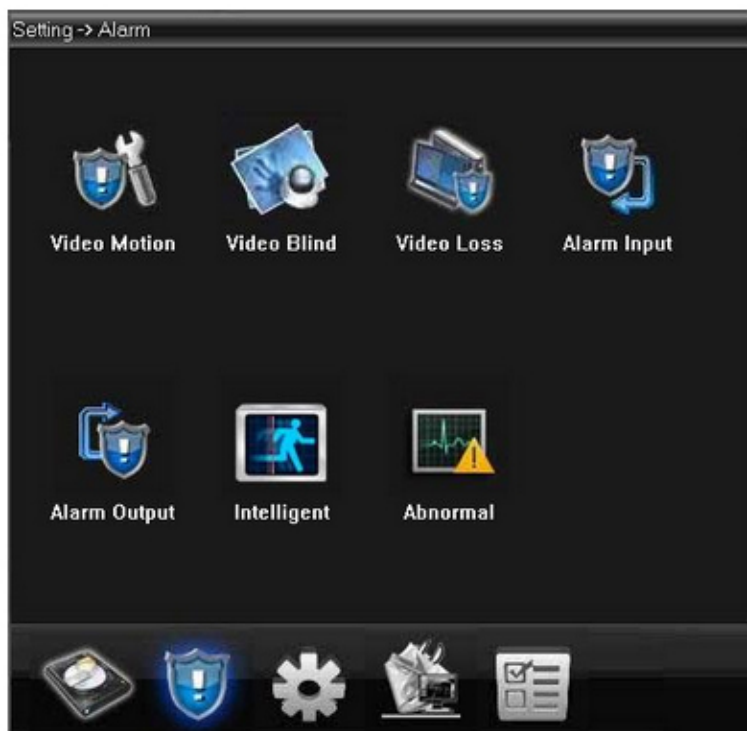 Setting -> Alarm
Video Motion
Video Blind
Video Loss
Alarm Input
Alarm Output
Intelligent
Abnormal